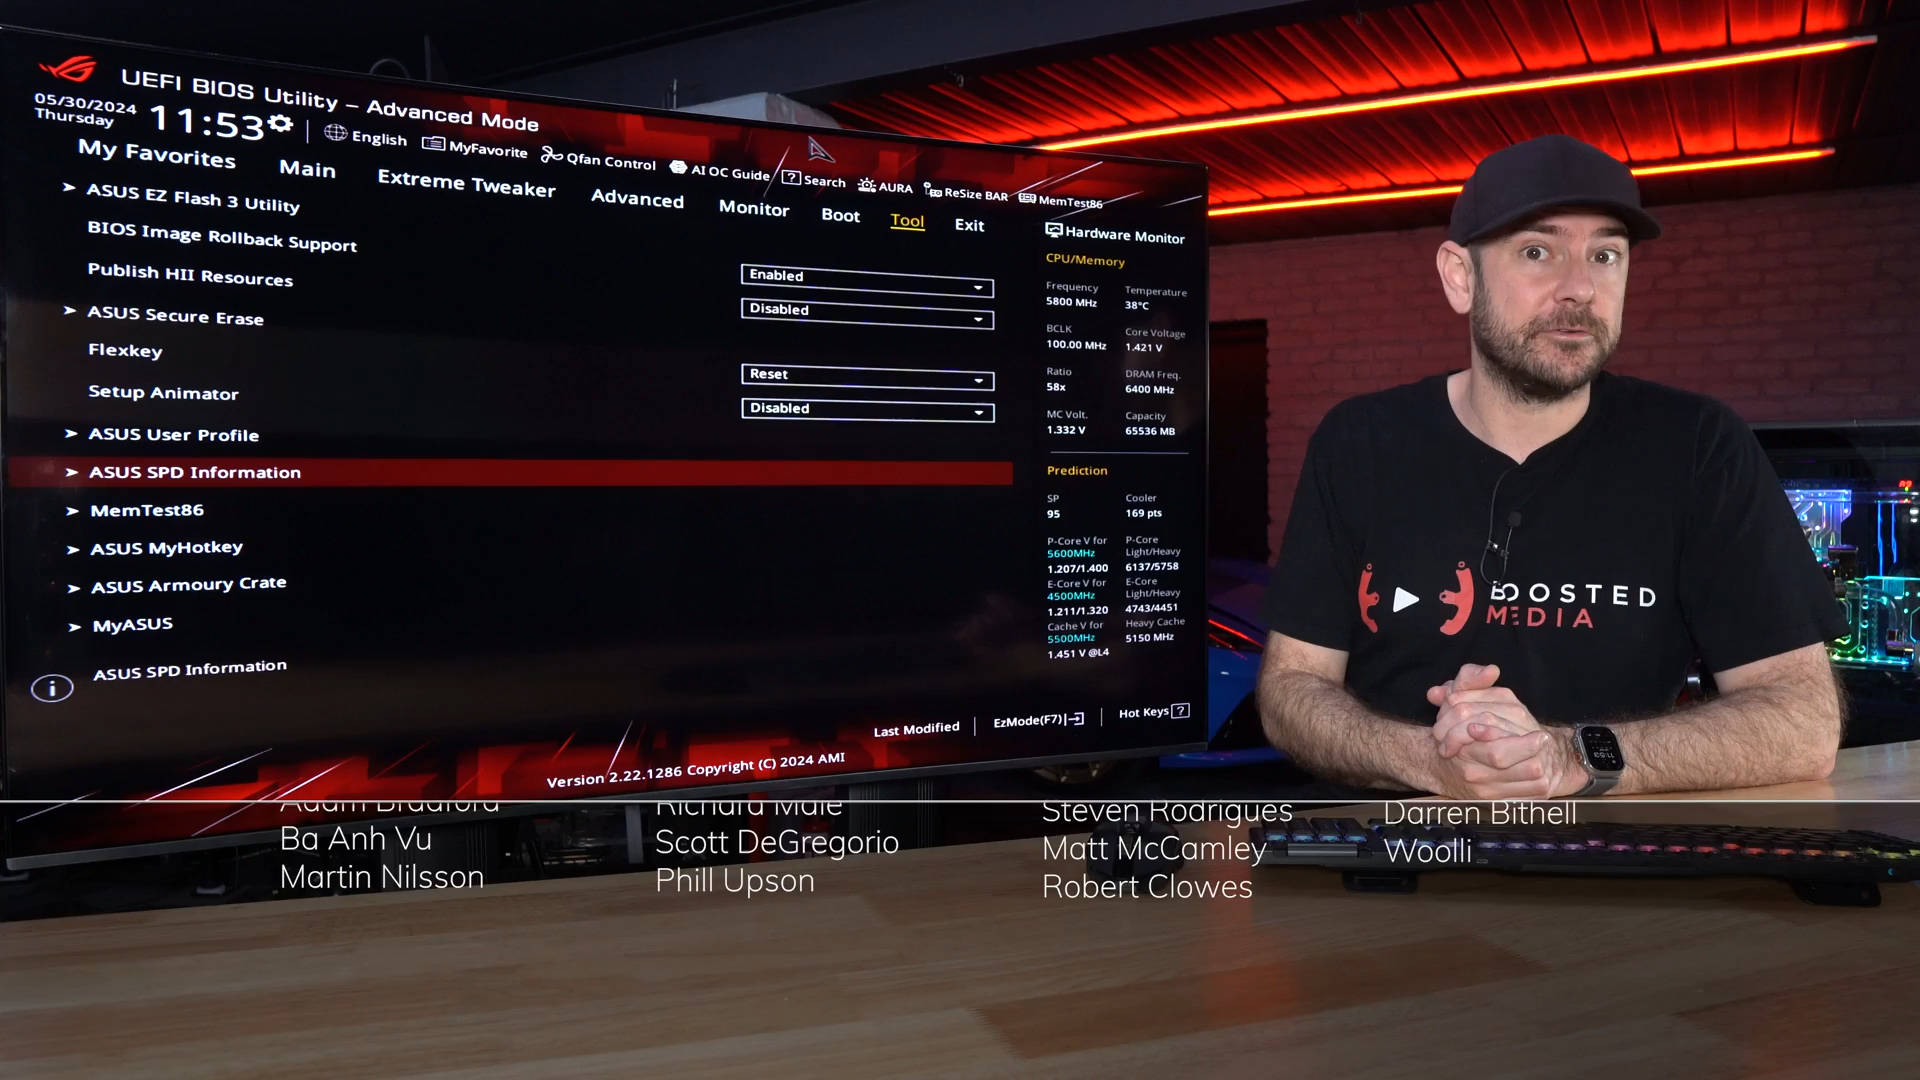 UEFI BIOS Utility – Advanced Mode
05/30/2024
Thursday
11:53
English
MyFavorite
Qfan Control
AI OC Guide
Search
AURA
ReSize BAR
MemTest86
My Favorites
Main
Extreme Tweaker
Advanced
Monitor
Boot
Tool
Exit
ASUS EZ Flash 3 Utility
BIOS Image Rollback Support
Enabled
Publish HII Resources
Disabled
ASUS Secure Erase
Flexkey
Reset
Setup Animator
Disabled
ASUS User Profile
ASUS SPD Information
MemTest86
ASUS MyHotkey
ASUS Armoury Crate
MyASUS
ASUS SPD Information
Hardware Monitor
CPU/Memory
Frequency Temperature
5800 MHz 38°C
BCLK Core Voltage
100.00 MHz 1.421 V
Ratio DRAM Freq.
58x 6400 MHz
MC Volt. Capacity
1.332 V 65536 MB
Prediction
SP Cooler
95 169 pts
P-Core V for P-Core
5600MHz Light/Heavy
1.207/1.400 6137/5758
E-Core V for E-Core
4500MHz Light/Heavy
1.211/1.320 4743/4451
Cache V for Heavy Cache
5500MHz 5150 MHz
1.451 V @L4
Last Modified
EzMode(F7)
Hot Keys ?
Version 2.22.1286 Copyright (C) 2024 AMI
BOOSTED
MEDIA
11:53
Adam Bradford
Ba Anh Vu
Martin Nilsson
Richard Male
Scott DeGregorio
Phill Upson
Steven Rodrigues
Matt McCamley
Robert Clowes
Darren Bithell
Woolli